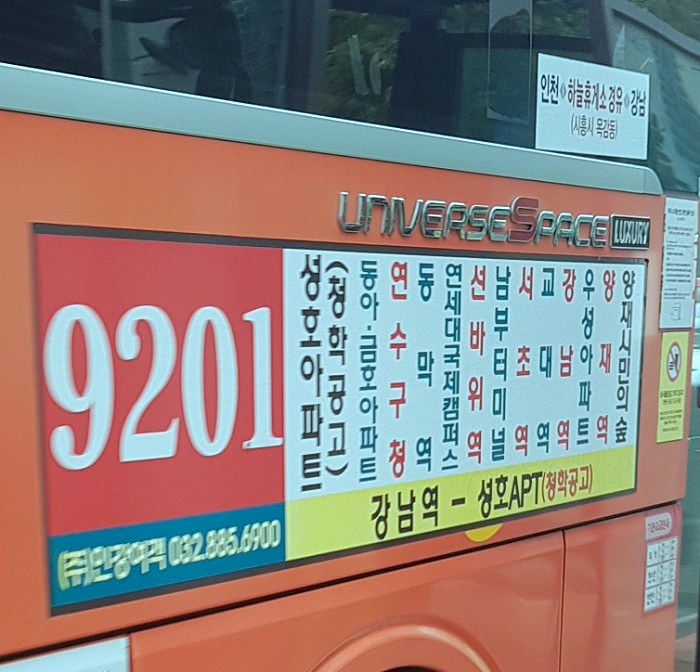 인천 하늘휴게소경유 강남
(시흥시 목감동)
UNIVERSE SPACE LUXURY
9201
성호아파트
(청학공고)
동아·금호아파트
연수구청
동막역
연세대국제캠퍼스
선바위역
남부터미널
서초역
교대역
강남역
우성아파트
양재역
양재시민의숲
강남역 - 성호APT(청학공고)
(주)인강여객 032.885.6900